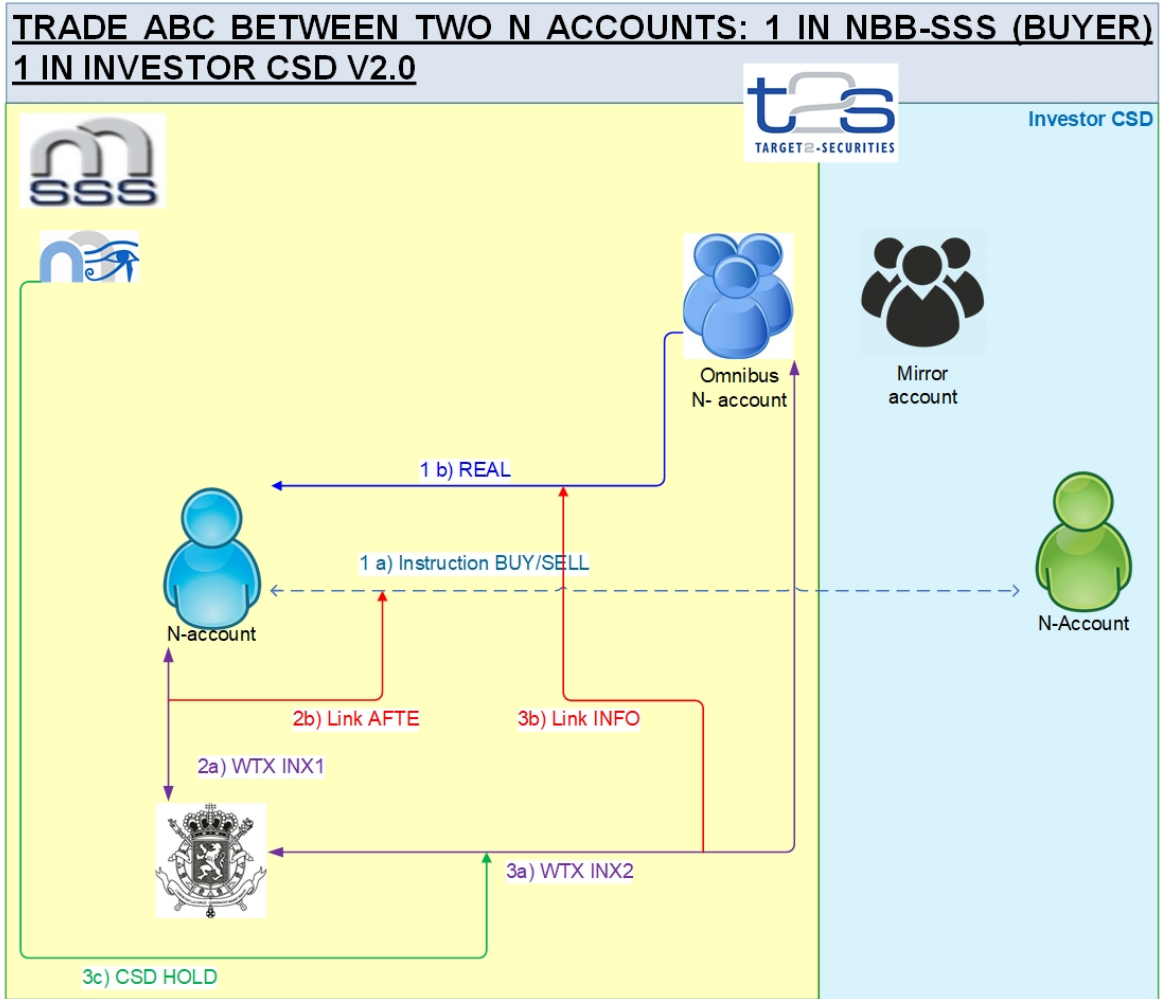 TRADE ABC BETWEEN TWO N ACCOUNTS: 1 IN NBB-SSS (BUYER)
1 IN INVESTOR CSD V2.0
t2s
TARGET2-SECURITIES
Investor CSD
sss
Omnibus
N- account
Mirror
account
1 b) REAL
1 a) Instruction BUY/SELL
N-account
N-Account
2b) Link AFTE
3b) Link INFO
2a) WTX INX1
3a) WTX INX2
3c) CSD HOLD